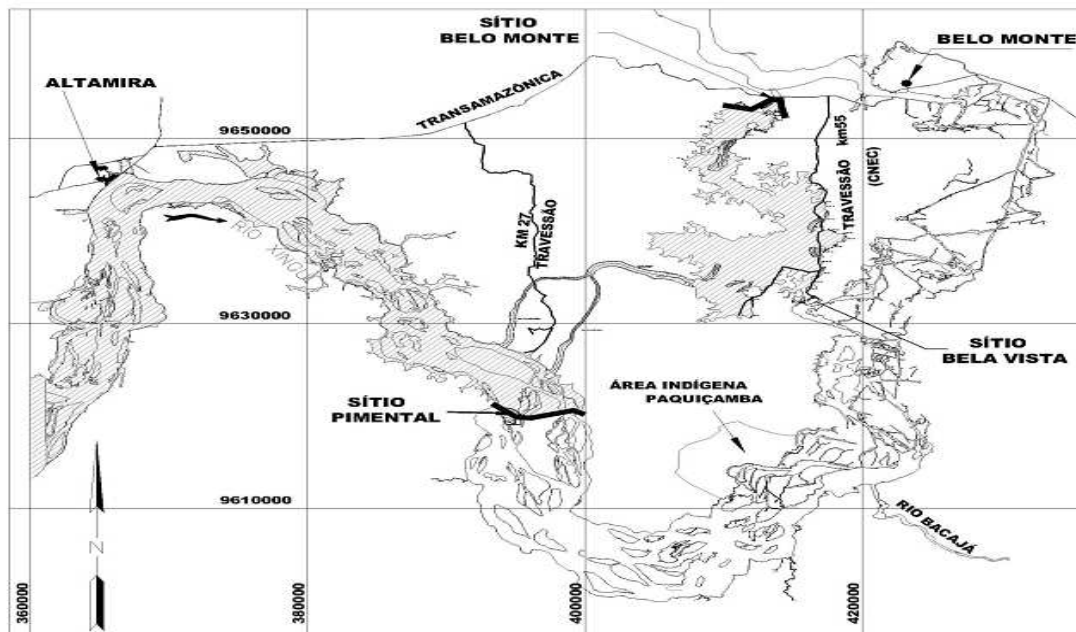 SÍTIO
BELO MONTE
BELO MONTE
ALTAMIRA
TRANSAMAZÔNICA
9650000
KM 27
TRAVESSÃO
TRAVESSÃO km55
(CNEC)
RIO XINGU
9630000
SÍTIO
BELA VISTA
ÁREA INDÍGENA
PAQUIÇAMBA
SÍTIO
PIMENTAL
9610000
RIO BACAJÁ
N
360000
380000
400000
420000